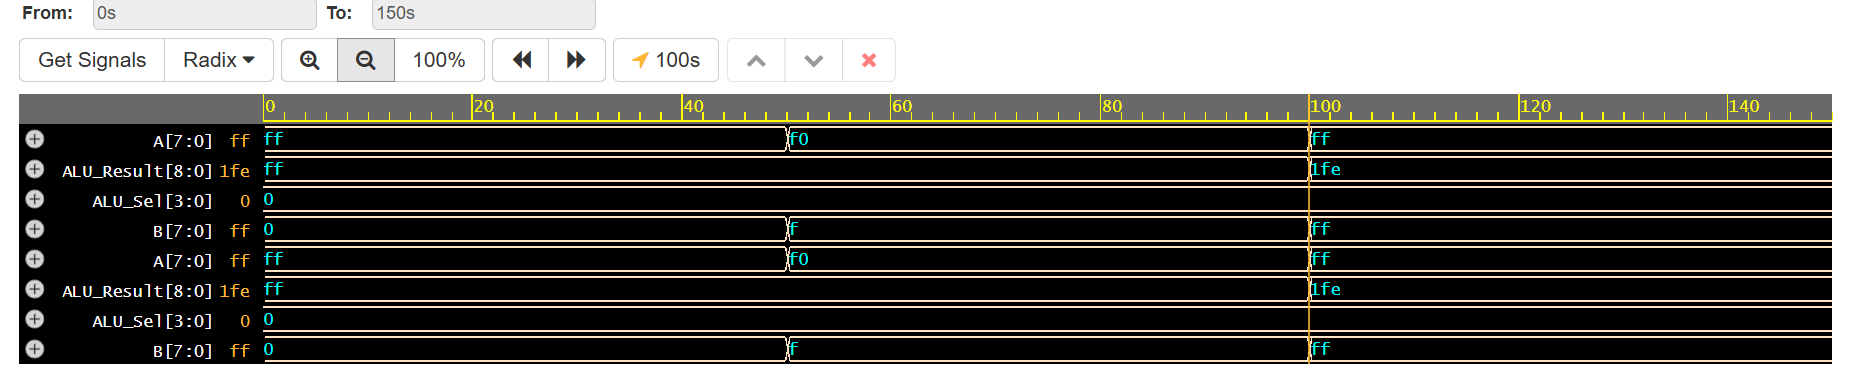 From: 0s To: 150s
Get Signals Radix 100% 100s
0 20 40 60 80 100 120 140
A[7:0] ff ff f0 ff
ALU_Result[8:0] 1fe ff 1fe
ALU_Sel[3:0] 0 0
B[7:0] ff 0 f ff
A[7:0] ff ff f0 ff
ALU_Result[8:0] 1fe ff 1fe
ALU_Sel[3:0] 0 0
B[7:0] ff 0 f ff